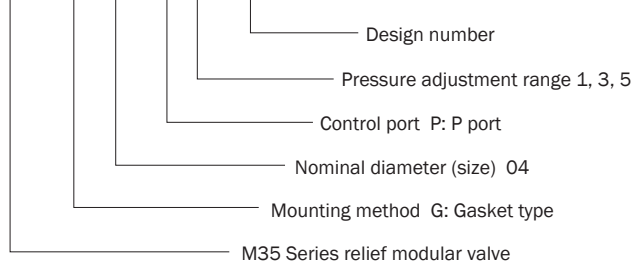 Design number
Pressure adjustment range 1, 3, 5
Control port P: P port
Nominal diameter (size) 04
Mounting method G: Gasket type
M35 Series relief modular valve